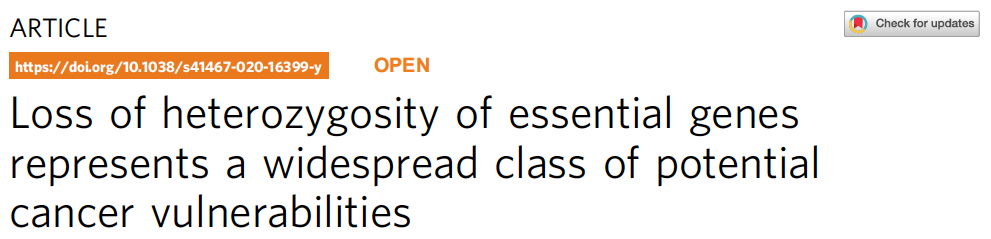 ARTICLE
Check for updates
https://doi.org/10.1038/s41467-020-16399-y
OPEN
Loss of heterozygosity of essential genes
represents a widespread class of potential
cancer vulnerabilities